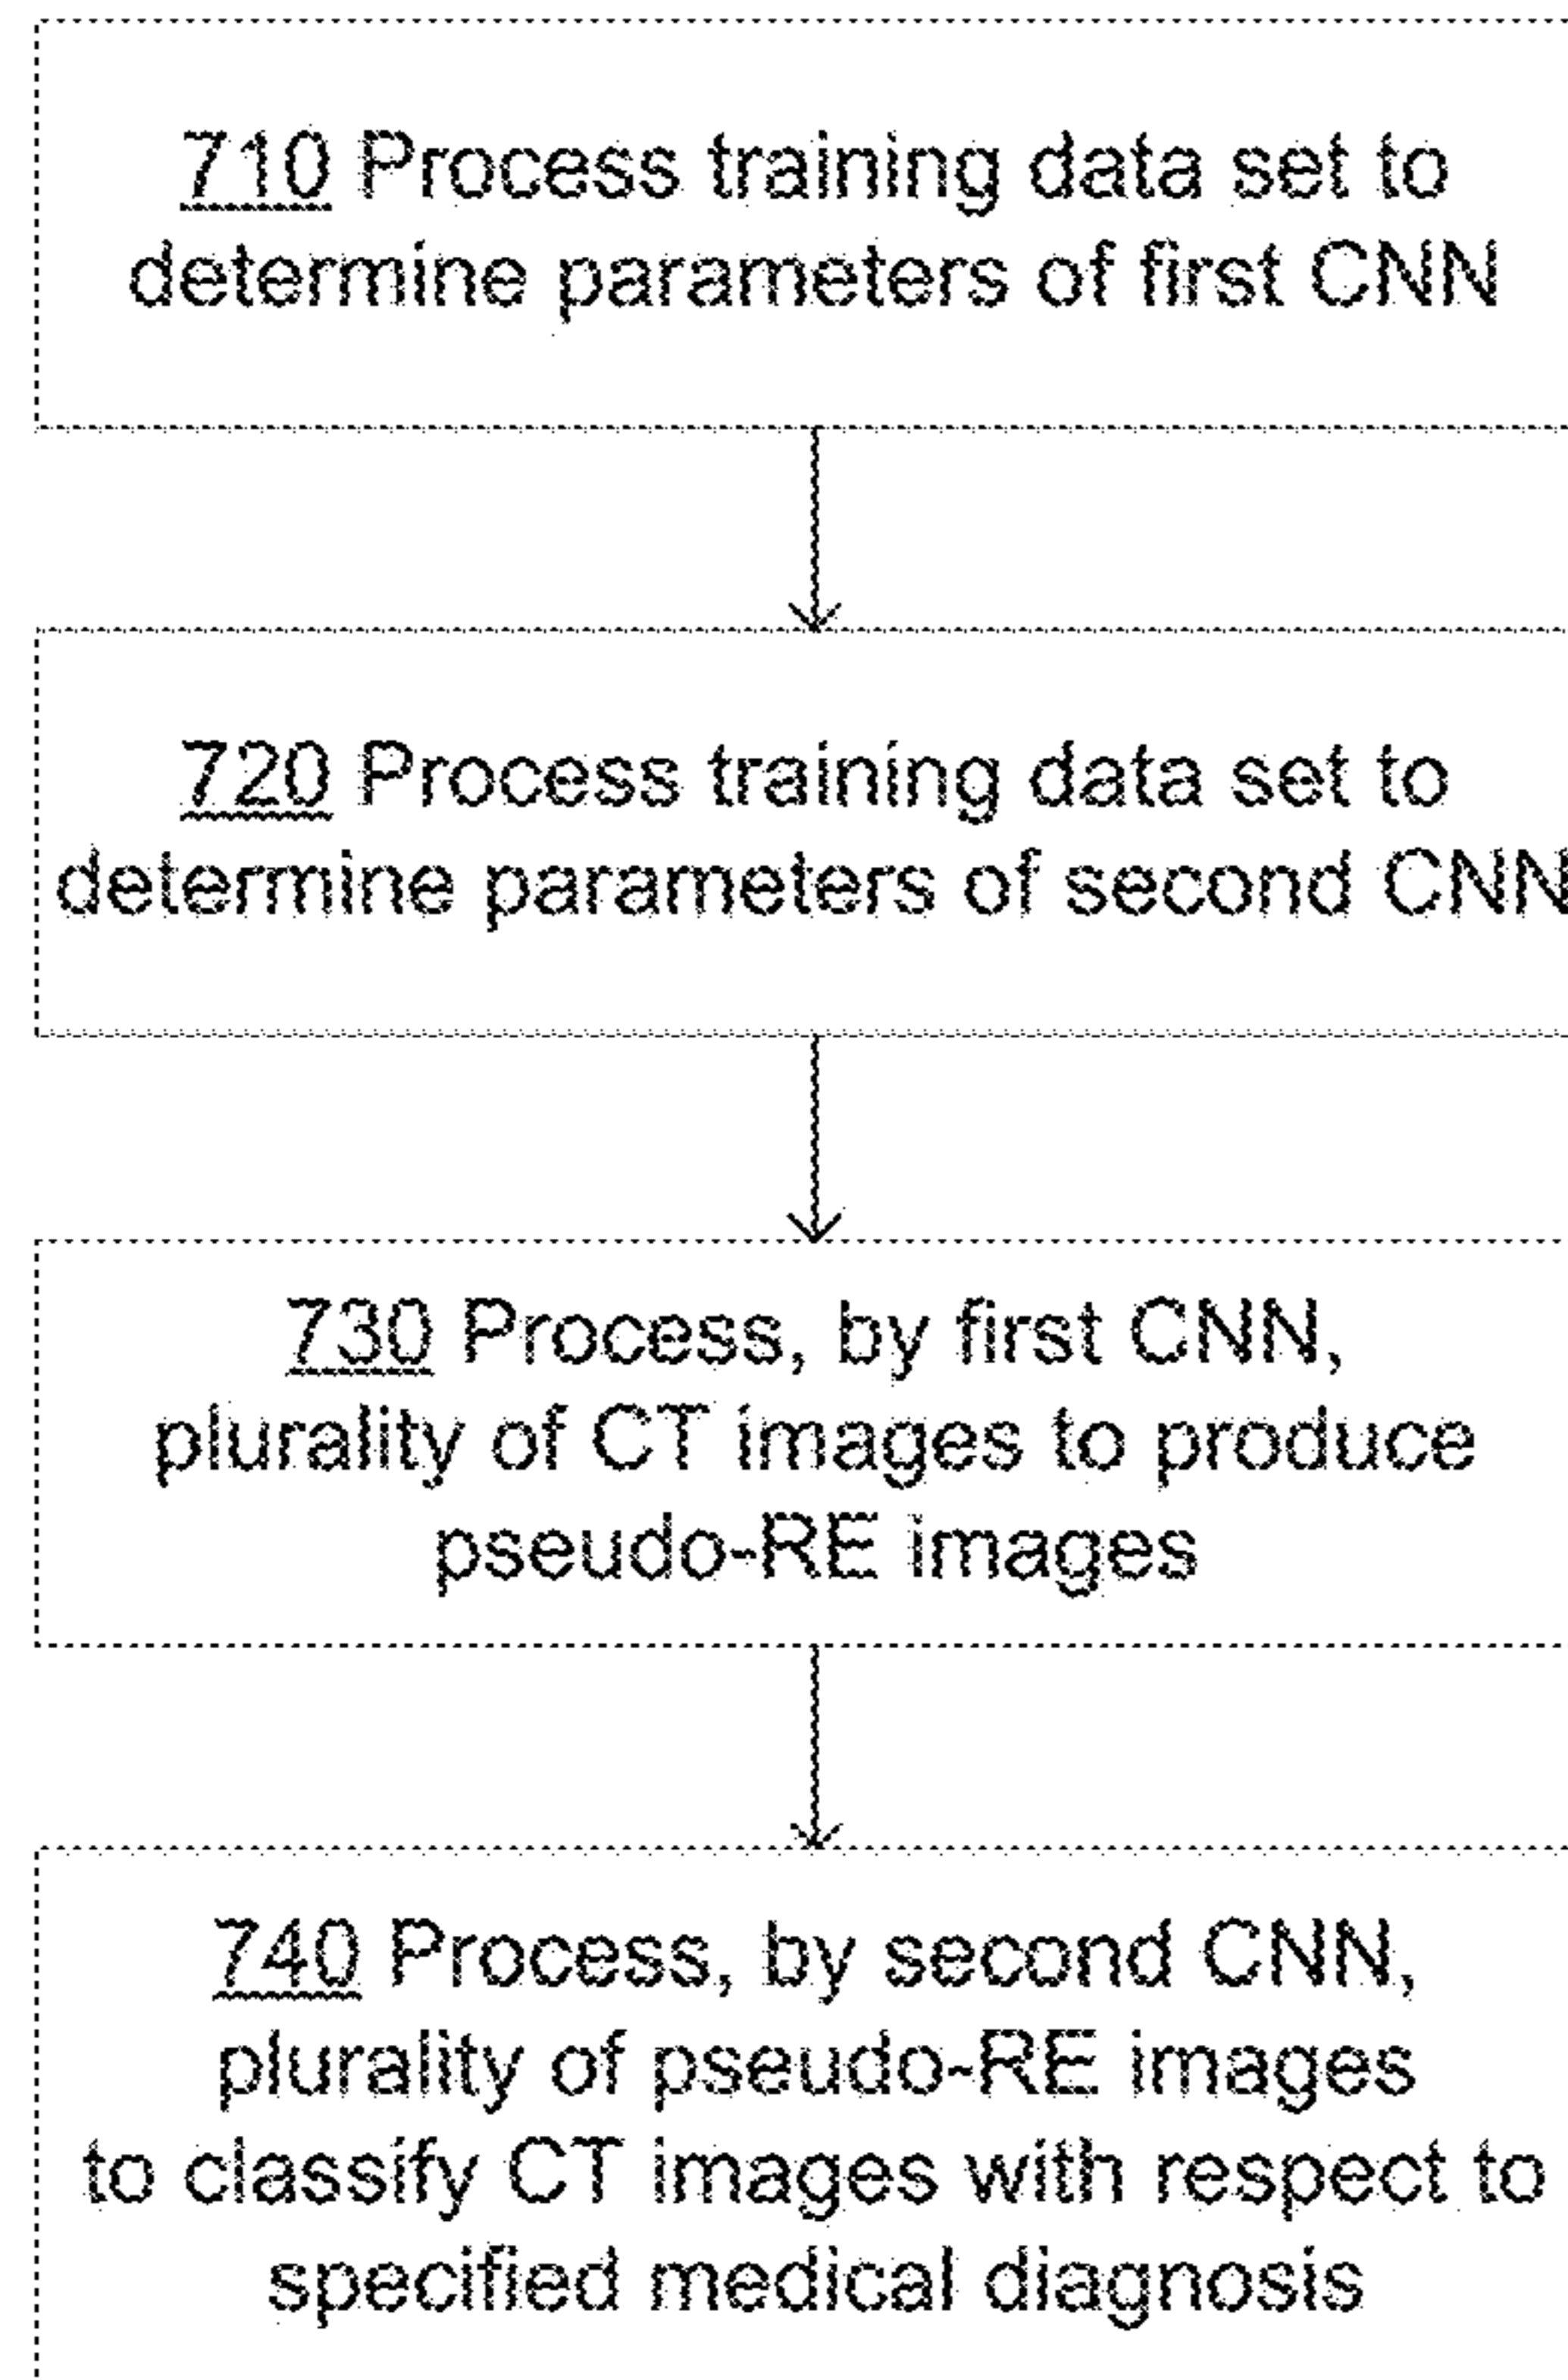 710 Process training data set to
determine parameters of first CNN
720 Process training data set to
determine parameters of second CNN
730 Process, by first CNN,
plurality of CT images to produce
pseudo-RE images
740 Process, by second CNN,
plurality of pseudo-RE images
to classify CT images with respect to
specified medical diagnosis